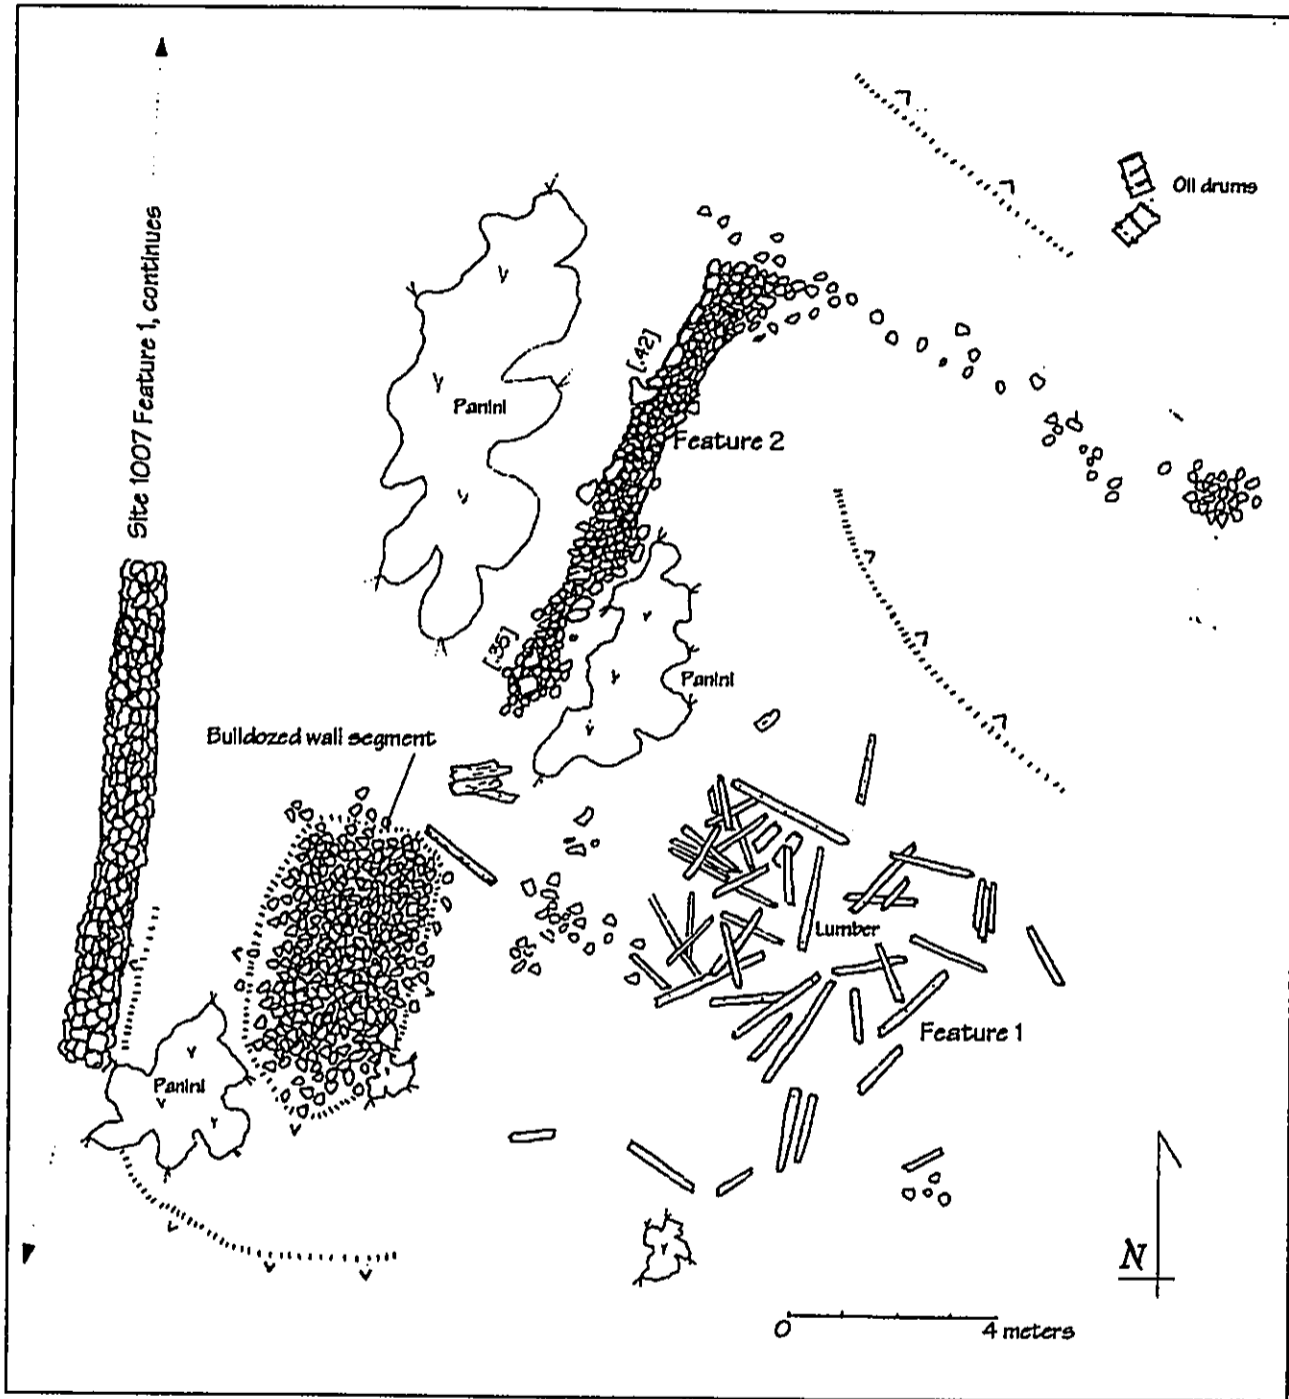 Site 1007 Feature 1, continues
Oil drums
Panini
[.42]
Feature 2
[.35]
Panini
Bulldozed wall segment
Lumber
Feature 1
Panini
N
0 4 meters